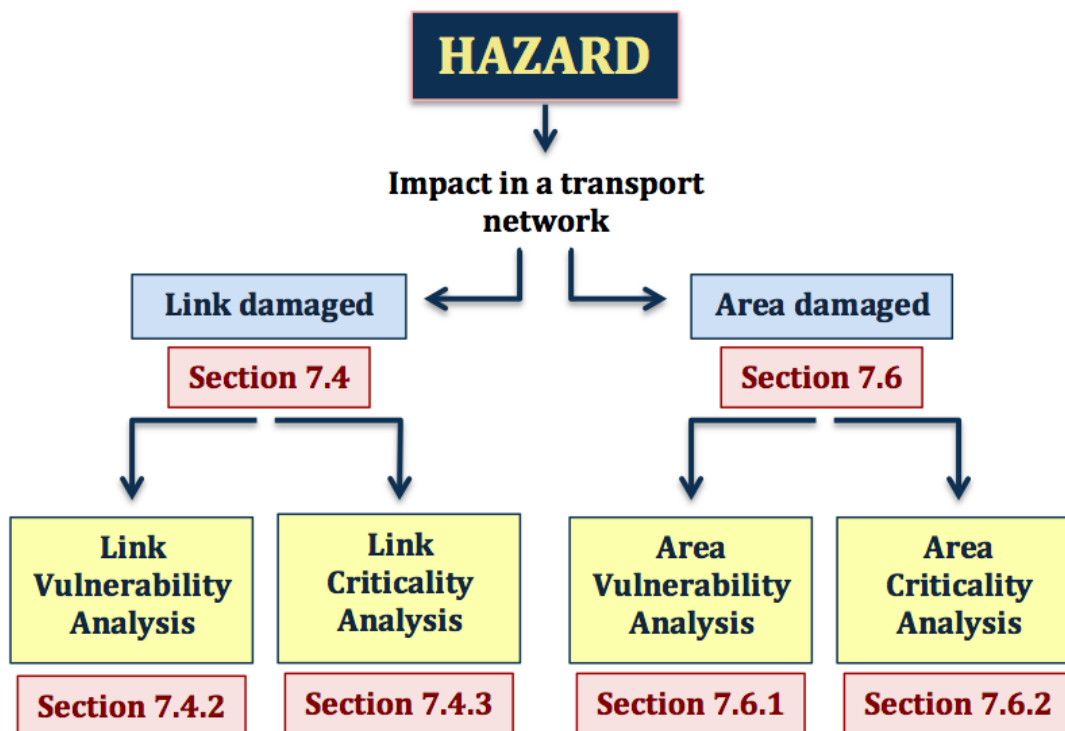 HAZARD
Impact in a transport
network
Link damaged
Area damaged
Section 7.4
Section 7.6
Link
Vulnerability
Analysis
Link
Criticality
Analysis
Area
Vulnerability
Analysis
Area
Criticality
Analysis
Section 7.4.2
Section 7.4.3
Section 7.6.1
Section 7.6.2